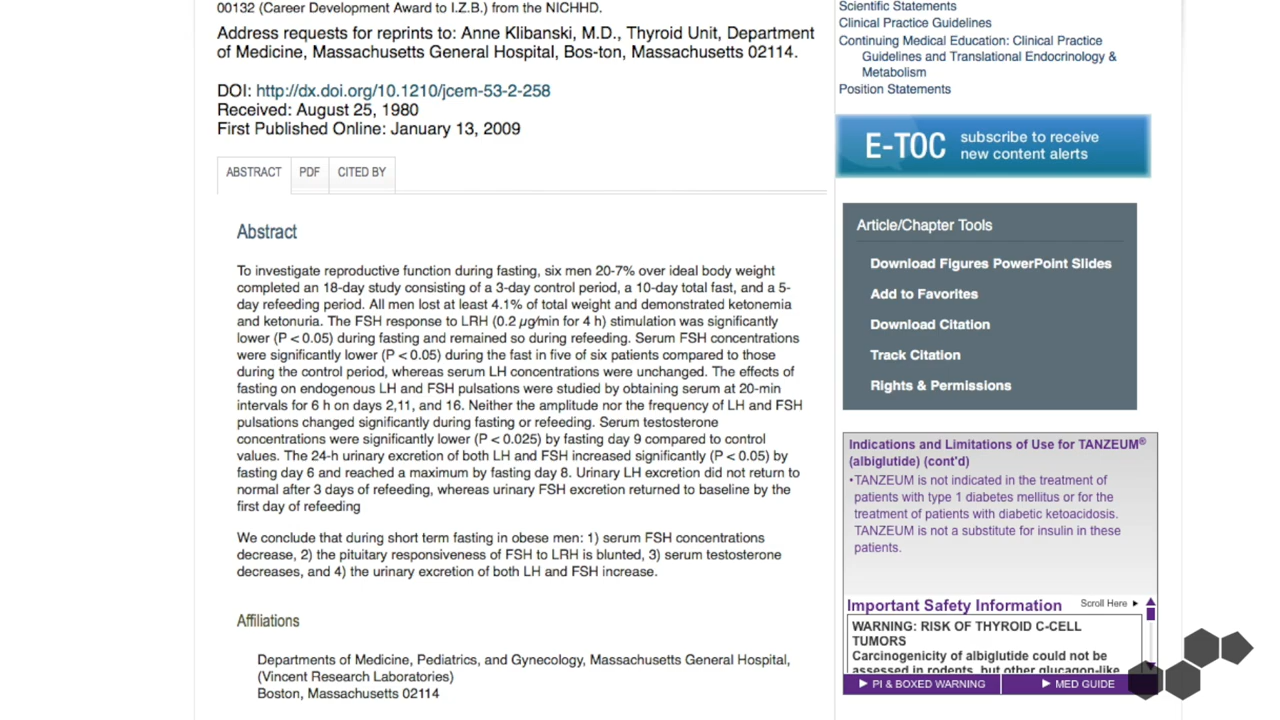 00132 (Career Development Award to I.Z.B.) from the NICHHD.
Address requests for reprints to: Anne Klibanski, M.D., Thyroid Unit, Department
of Medicine, Massachusetts General Hospital, Bos-ton, Massachusetts 02114.
DOI: http://dx.doi.org/10.1210/jcem-53-2-258
Received: August 25, 1980
First Published Online: January 13, 2009
ABSTRACT PDF CITED BY
Abstract
To investigate reproductive function during fasting, six men 20-7% over ideal body weight
completed an 18-day study consisting of a 3-day control period, a 10-day total fast, and a 5-
day refeeding period. All men lost at least 4.1% of total weight and demonstrated ketonemia
and ketonuria. The FSH response to LRH (0.2 µg/min for 4 h) stimulation was significantly
lower (P < 0.05) during fasting and remained so during refeeding. Serum FSH concentrations
were significantly lower (P < 0.05) during the fast in five of six patients compared to those
during the control period, whereas serum LH concentrations were unchanged. The effects of
fasting on endogenous LH and FSH pulsations were studied by obtaining serum at 20-min
intervals for 6 h on days 2,11, and 16. Neither the amplitude nor the frequency of LH and FSH
pulsations changed significantly during fasting or refeeding. Serum testosterone
concentrations were significantly lower (P < 0.025) by fasting day 9 compared to control
values. The 24-h urinary excretion of both LH and FSH increased significantly (P < 0.05) by
fasting day 6 and reached a maximum by fasting day 8. Urinary LH excretion did not return to
normal after 3 days of refeeding, whereas urinary FSH excretion returned to baseline by the
first day of refeeding
We conclude that during short term fasting in obese men: 1) serum FSH concentrations
decrease, 2) the pituitary responsiveness of FSH to LRH is blunted, 3) serum testosterone
decreases, and 4) the urinary excretion of both LH and FSH increase.
Affiliations
Departments of Medicine, Pediatrics, and Gynecology, Massachusetts General Hospital,
(Vincent Research Laboratories)
Boston, Massachusetts 02114
Scientific Statements
Clinical Practice Guidelines
Continuing Medical Education: Clinical Practice
Guidelines and Translational Endocrinology &
Metabolism
Position Statements
E-TOC subscribe to receive
new content alerts
Article/Chapter Tools
Download Figures PowerPoint Slides
Add to Favorites
Download Citation
Track Citation
Rights & Permissions
Indications and Limitations of Use for TANZEUM®
(albiglutide) (cont'd)
•TANZEUM is not indicated in the treatment of
patients with type 1 diabetes mellitus or for the
treatment of patients with diabetic ketoacidosis.
TANZEUM is not a substitute for insulin in these
patients.
Important Safety Information Scroll Here
WARNING: RISK OF THYROID C-CELL
TUMORS
Carcinogenicity of albiglutide could not be
assessed in rodents, but other glucagon-like
PI & BOXED WARNING MED GUIDE